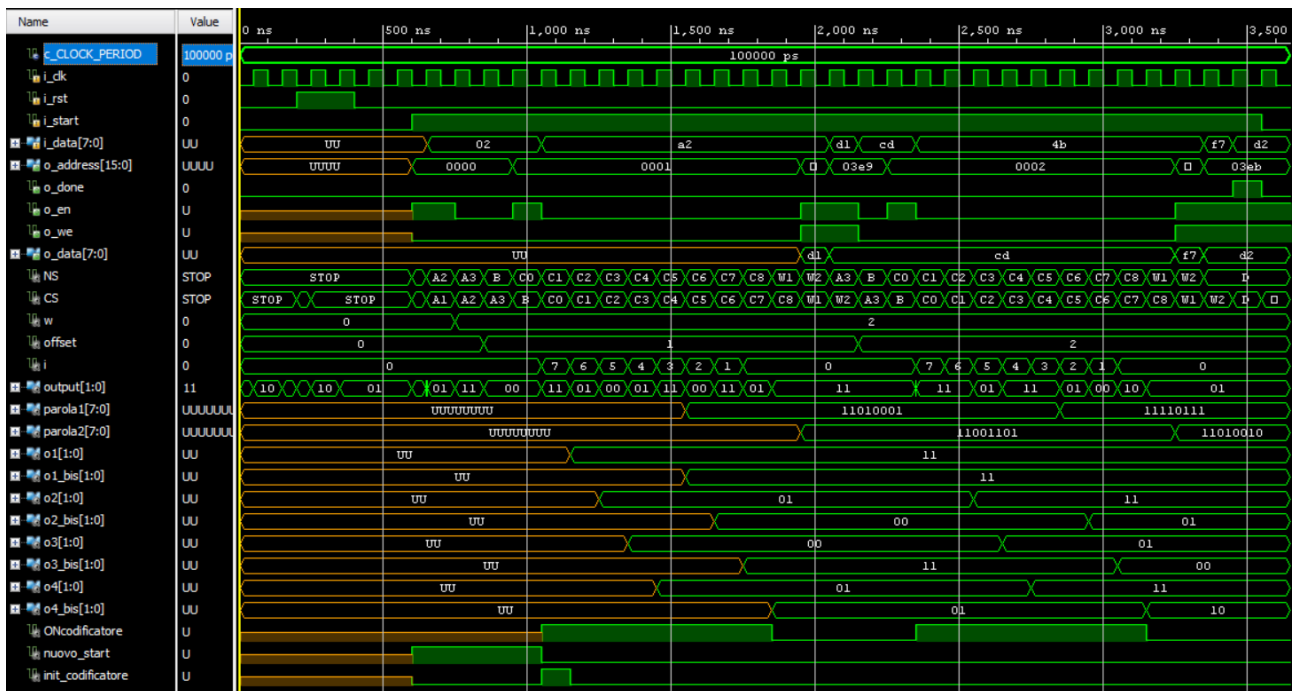 Name Value 0 ns 500 ns 1,000 ns 1,500 ns 2,000 ns 2,500 ns 3,000 ns 3,500
c_CLOCK_PERIOD 100000 p 100000 ps
i_clk 0
i_rst 0
i_start 0
i_data[7:0] UU UU 02 a2 d1 cd 4b f7 d2
o_address[15:0] UUUU UUUU 0000 0001 03e9 0002 03eb
o_done 0
o_en U
o_we U
o_data[7:0] UU UU d1 cd f7 d2
NS STOP STOP A2 A3 B C0 C1 C2 C3 C4 C5 C6 C7 C8 W1 W2 A3 B C0 C1 C2 C3 C4 C5 C6 C7 C8 W1 W2 D
CS STOP STOP STOP A1 A2 A3 B C0 C1 C2 C3 C4 C5 C6 C7 C8 W1 W2 A3 B C0 C1 C2 C3 C4 C5 C6 C7 C8 W1 W2 D
w 0 0 2
offset 0 0 1 2
i 0 0 7 6 5 4 3 2 1 0 7 6 5 4 3 2 1 0
output[1:0] 11 10 10 01 01 11 00 11 01 00 01 11 00 11 01 11 11 01 11 01 00 10 01
parola1[7:0] UUUUUUU UUUUUUUU 11010001 11110111
parola2[7:0] UUUUUUU UUUUUUUU 11001101 11010010
o1[1:0] UU UU 11
o1_bis[1:0] UU UU 11
o2[1:0] UU UU 01 11
o2_bis[1:0] UU UU 00 01
o3[1:0] UU UU 00 01
o3_bis[1:0] UU UU 11 00
o4[1:0] UU UU 01 11
o4_bis[1:0] UU UU 01 10
ONcodificatore U
nuovo_start U
init_codificatore U